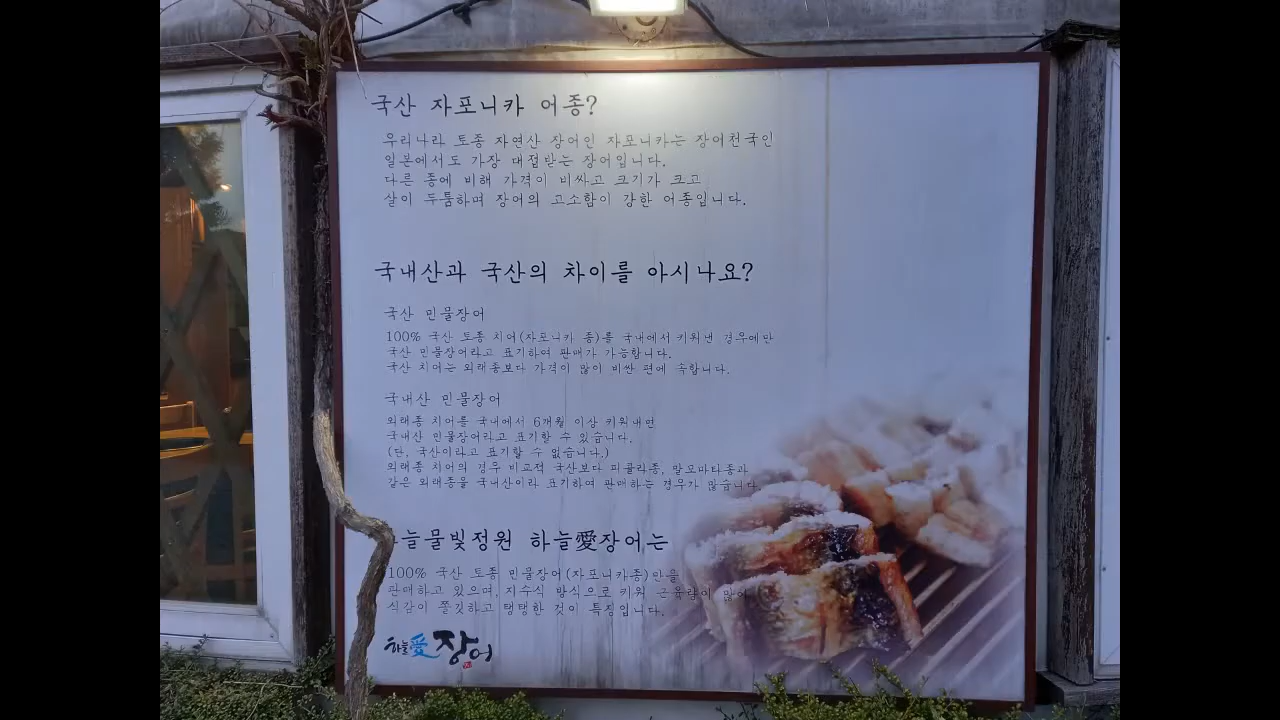 국산 자포니카 어종?
우리나라 토종 자연산 장어인 자포니카는 장어천국인
일본에서도 가장 대접받는 장어입니다.
다른 종에 비해 가격이 비싸고 크기가 크고
살이 두툼하며 장어의 고소함이 강한 어종입니다.
국내산과 국산의 차이를 아시나요?
국산 민물장어
100% 국산 토종 치어(자포니카 종)를 국내에서 키워낸 경우에만
국산 민물장어라고 표기하여 판매가 가능합니다.
국산 치어는 외래종보다 가격이 많이 비싼 편에 속합니다.
국내산 민물장어
외래종 치어를 국내에서 6개월 이상 키워내면
국내산 민물장어라고 표기할 수 있습니다.
(단, 국산이라고 표기할 수 없습니다.)
외래종 치어의 경우 비교적 국산보다 피쿨라종, 말모마타종과
같은 외래종을 국내산이라 표기하여 판매하는 경우가 많습니다.
늘물빛정원 하늘愛장어는
100% 국산 토종 민물장어(자포니카종)만을
판매하고 있으며, 지수식 방식으로 키워 근육량이 많아
식감이 쫄깃하고 탱탱한 것이 특징입니다.
하늘愛장어